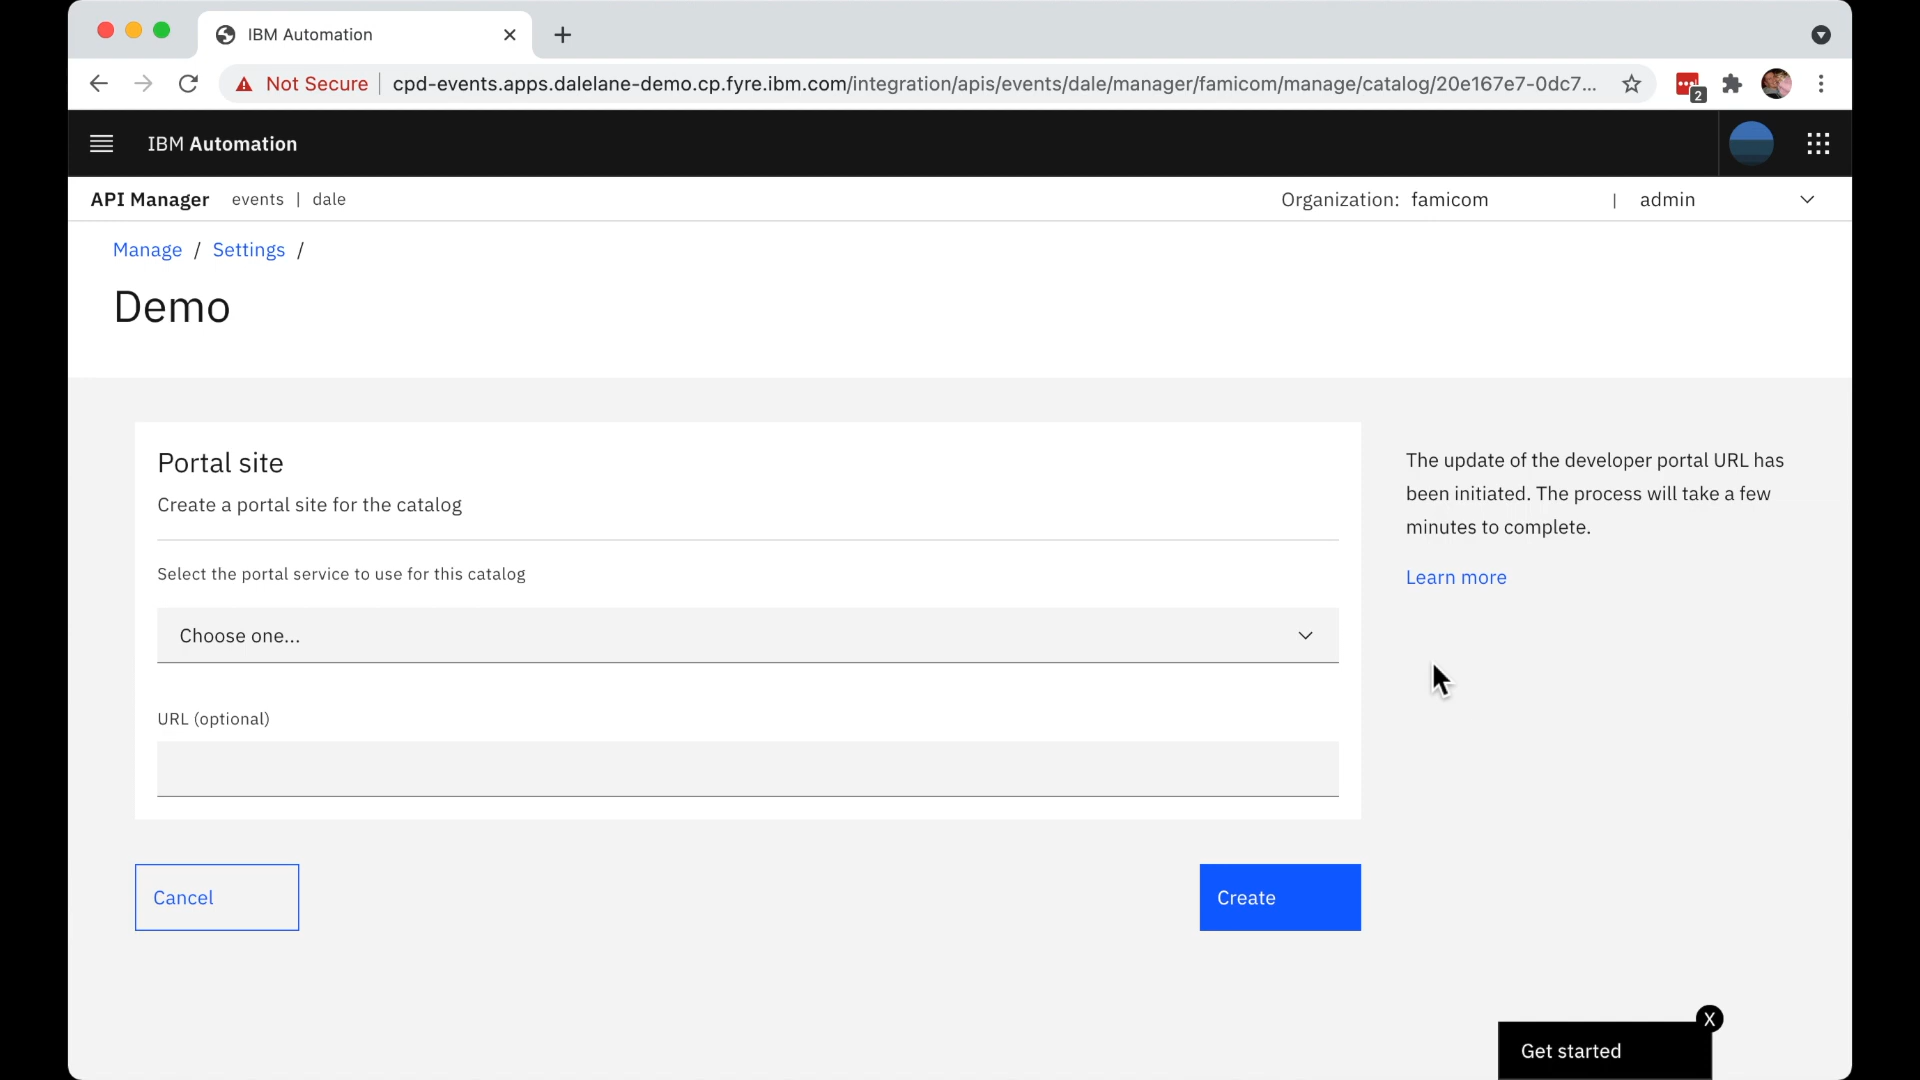 IBM Automation
Not Secure
cpd-events.apps.dalelane-demo.cp.fyre.ibm.com/integration/apis/events/dale/manager/famicom/manage/catalog/20e167e7-0dc7...
2
IBM Automation
API Manager events | dale
Organization: famicom | admin
Manage / Settings /
Demo
Portal site
Create a portal site for the catalog
Select the portal service to use for this catalog
Choose one...
URL (optional)
The update of the developer portal URL has
been initiated. The process will take a few
minutes to complete.
Learn more
Cancel
Create
X
Get started